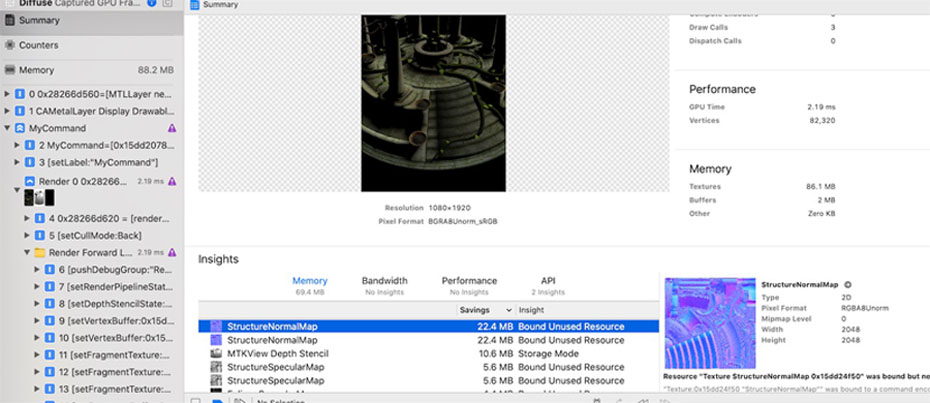 Diffuse Captured GPU Fra...
Summary
Counters
Memory 88.2 MB
0 0x28266d560=[MTLLayer ne...
1 CAMetalLayer Display Drawabl...
MyCommand
2 MyCommand=[0x15dd2078...
3 [setLabel:"MyCommand"]
Render 0 0x28266... 2.19 ms
4 0x28266d620 = [render...
5 [setCullMode:Back]
Render Forward L... 2.19 ms
6 [pushDebugGroup:"Re...
7 [setRenderPipelineStat...
8 [setDepthStencilState:...
9 [setVertexBuffer:0x15d...
10 [setVertexBuffer:0x15d...
11 [setFragmentTexture:...
12 [setFragmentTexture:...
13 [setFragmentTexture:...
Summary
Resolution 1080×1920
Pixel Format BGRA8Unorm_sRGB
Draw Calls 3
Dispatch Calls 0
Performance
GPU Time 2.19 ms
Vertices 82,320
Memory
Textures 86.1 MB
Buffers 2 MB
Other Zero KB
Insights
Memory Bandwidth Performance API
69.4 MB No Insights No Insights 2 Insights
Savings Insight
StructureNormalMap 22.4 MB Bound Unused Resource
StructureNormalMap 22.4 MB Bound Unused Resource
MTKView Depth Stencil 10.6 MB Storage Mode
StructureSpecularMap 5.6 MB Bound Unused Resource
StructureSpecularMap 5.6 MB Bound Unused Resource
StructureNormalMap
Type 2D
Pixel Format RGBA8Unorm
Mipmap Level 0
Width 2048
Height 2048
Resource "Texture StructureNormalMap 0x15dd24f50" was bound but ne
"Texture:0x15dd24f50 "StructureNormalMap"" was bound to a command enc
No Selection